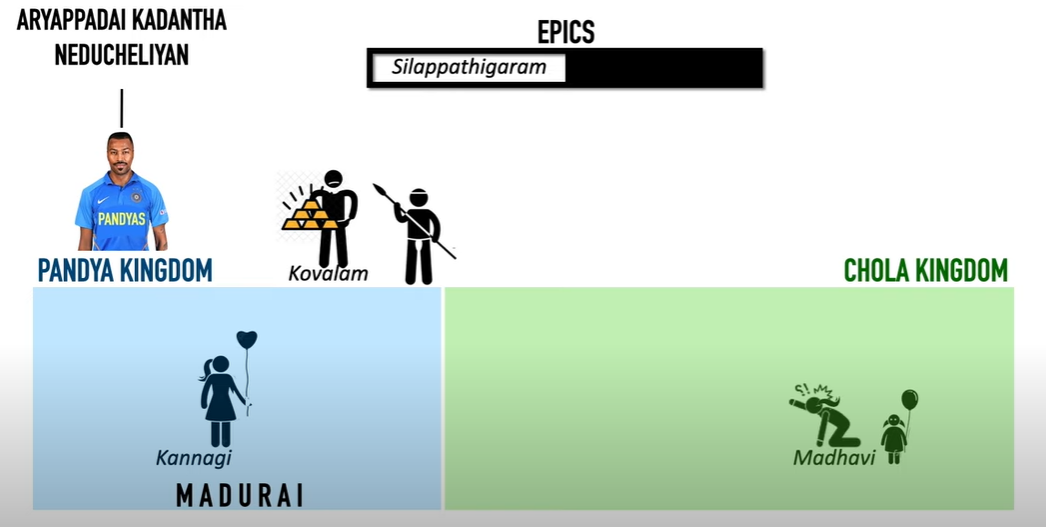 ARYAPPADAI KADANTHA
NEDUCHELIYAN
EPICS
Silappathigaram
PANDYAS
Kovalam
PANDYA KINGDOM
CHOLA KINGDOM
?!
Kannagi
Madhavi
MADURAI